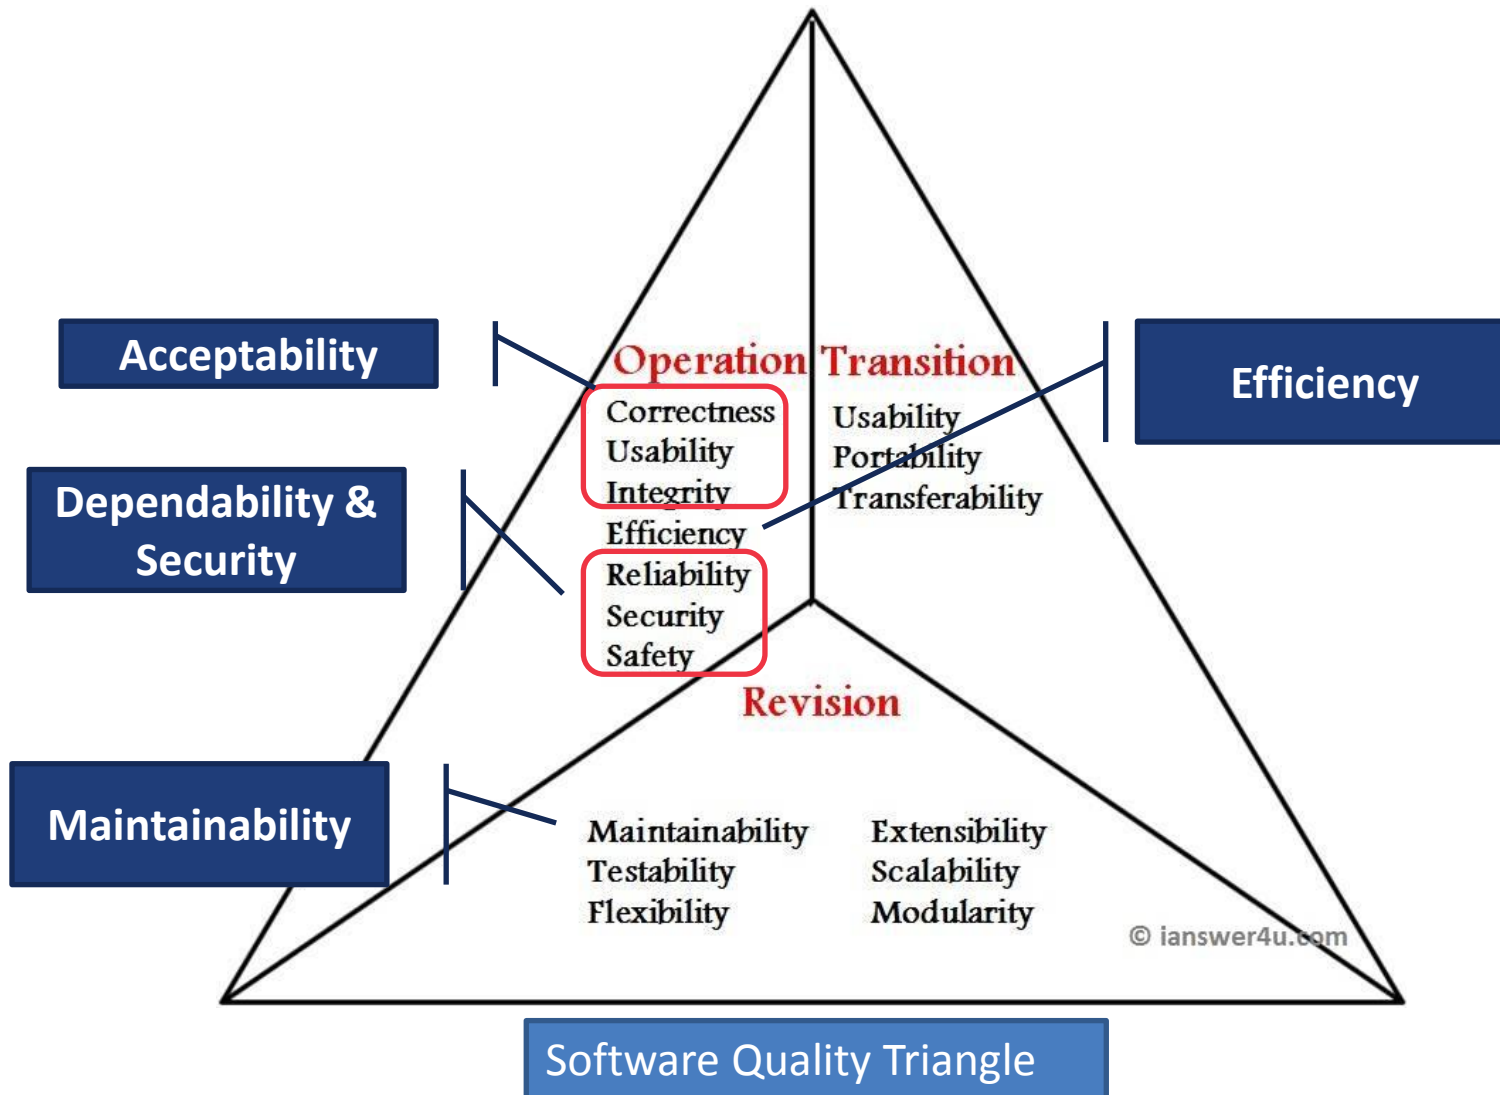 Acceptability
Dependability &
Security
Maintainability
Operation
Correctness
Usability
Integrity
Efficiency
Reliability
Security
Safety
Transition
Usability
Portability
Transferability
Efficiency
Revision
Maintainability
Testability
Flexibility
Extensibility
Scalability
Modularity
© ianswer4u.com
Software Quality Triangle